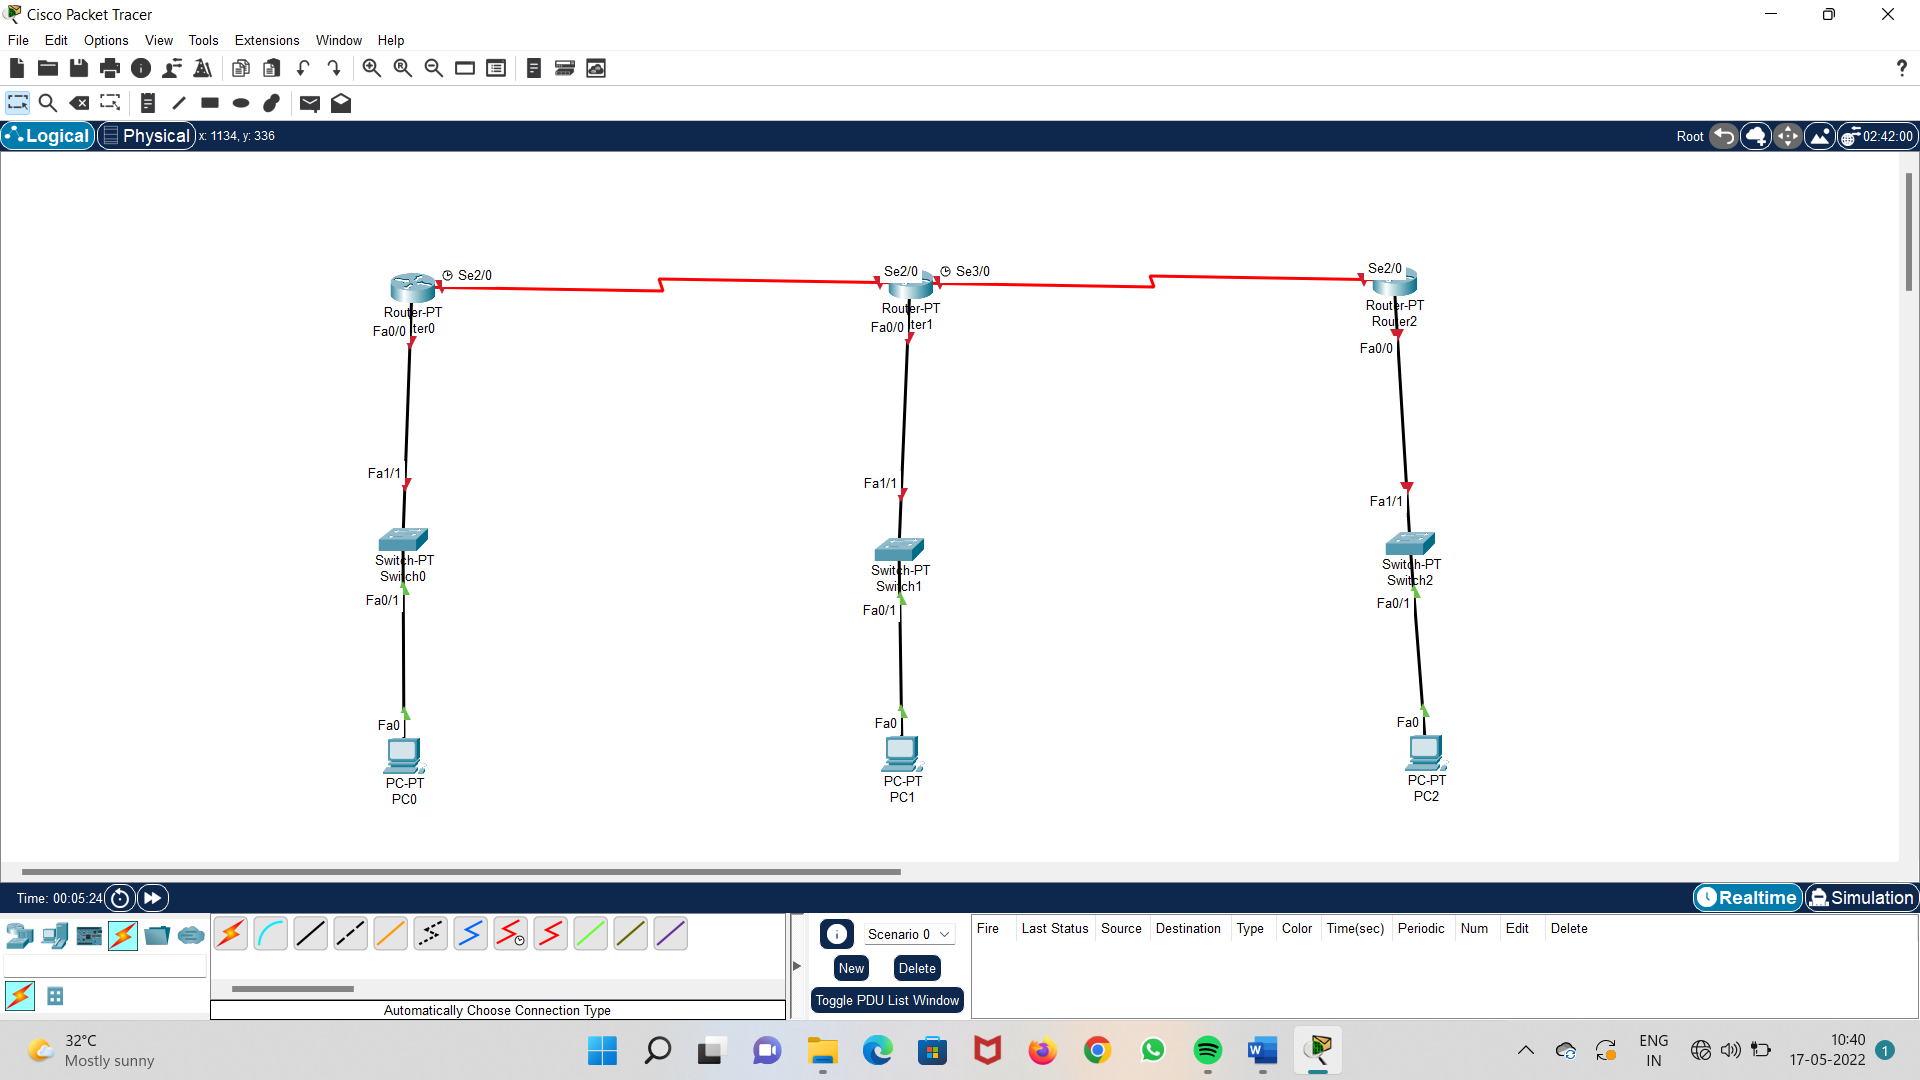 Cisco Packet Tracer
File Edit Options View Tools Extensions Window Help
Logical Physical x: 1134, y: 336 Root 02:42:00
Se2/0 Se2/0 Se3/0 Se2/0
Router-PT Router-PT Router-PT
Fa0/0 ter0 Fa0/0 ter1 Router2
Fa0/0
Fa1/1 Fa1/1 Fa1/1
Switch-PT Switch-PT Switch-PT
Switch0 Switch1 Switch2
Fa0/1 Fa0/1 Fa0/1
Fa0 Fa0 Fa0
PC-PT PC-PT PC-PT
PC0 PC1 PC2
Time: 00:05:24 Realtime Simulation
Scenario 0 Fire Last Status Source Destination Type Color Time(sec) Periodic Num Edit Delete
New Delete
Toggle PDU List Window
Automatically Choose Connection Type
32°C
Mostly sunny
ENG
IN
10:40
17-05-2022 1